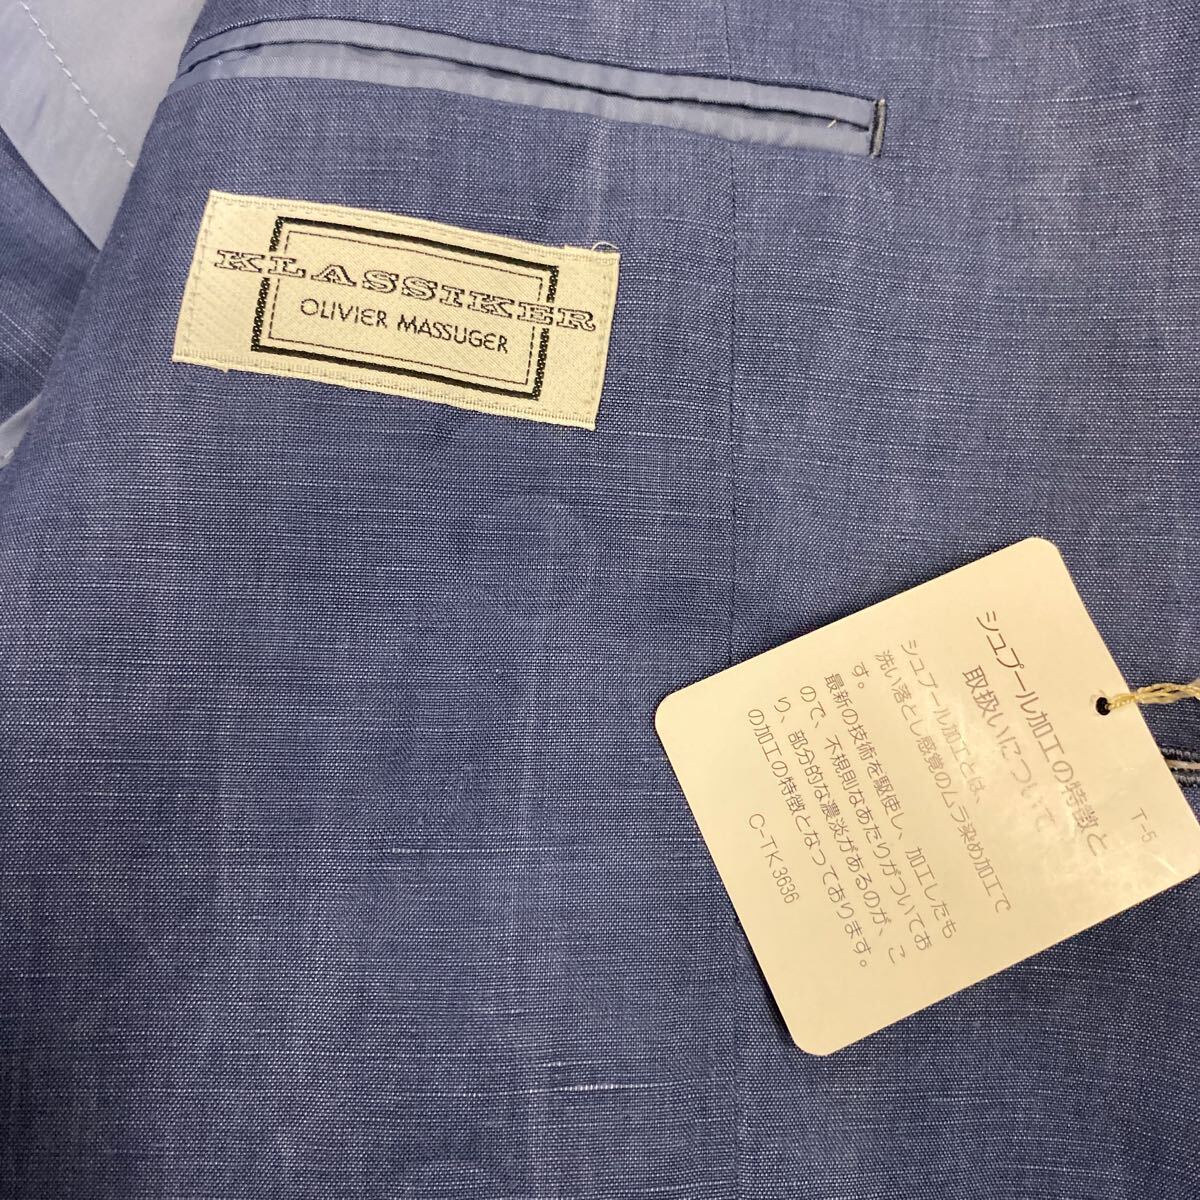 KLASSIKER
OLIVIER MASSUGER
T-5
シュプール加工の特徴と
取扱いについて
シュプール加工とは、
洗い落とし感覚のムラ染め加工で
す。
最新の技術を駆使し、加工したも
ので、不規則なあたりがついてお
り、部分的な濃淡があるのが、こ
の加工の特徴となっております。
C-TK3636